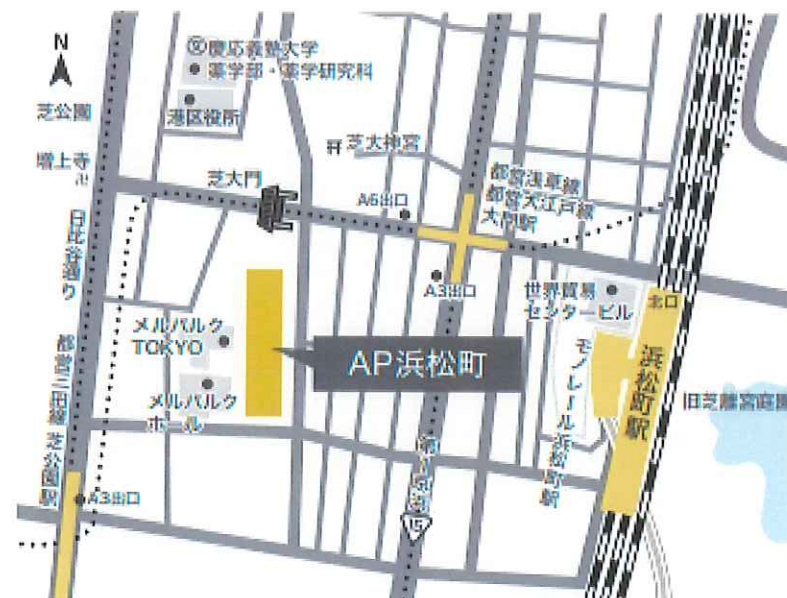 N
慶応義塾大学
薬学部・薬学研究科
芝公園
港区役所
増上寺
芝大神宮
芝大門
A6出口
都営浅草線
都営大江戸線
大門駅
日比谷通り
A3出口
世界貿易
センタービル
北口
メルパルク
TOKYO
AP浜松町
モノレール浜松町駅
浜松町駅
旧芝離宮庭園
都営三田線芝公園駅
メルパルク
ホール
第1京浜
15
A3出口